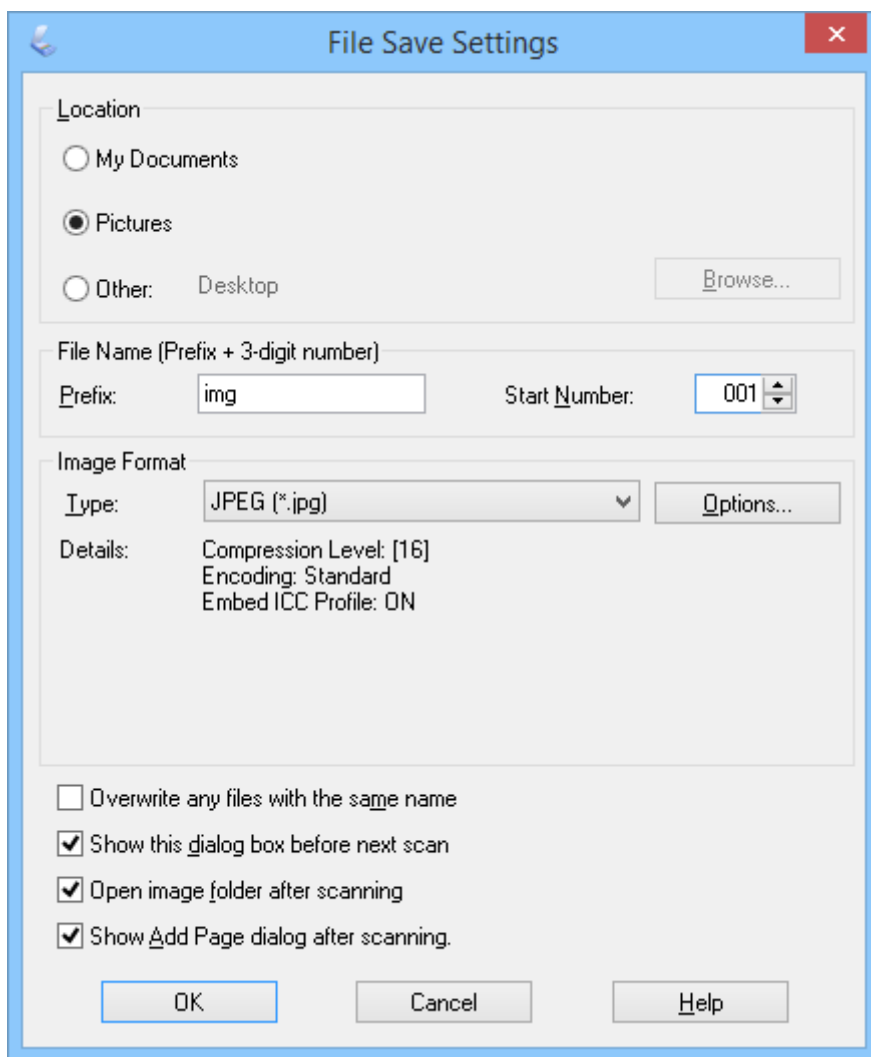 File Save Settings
Location
My Documents
Pictures
Other: Desktop Browse...
File Name (Prefix + 3-digit number)
Prefix: img Start Number: 001
Image Format
Type: JPEG (*.jpg) Options...
Details: Compression Level: [16]
Encoding: Standard
Embed ICC Profile: ON
Overwrite any files with the same name
Show this dialog box before next scan
Open image folder after scanning
Show Add Page dialog after scanning.
OK Cancel Help